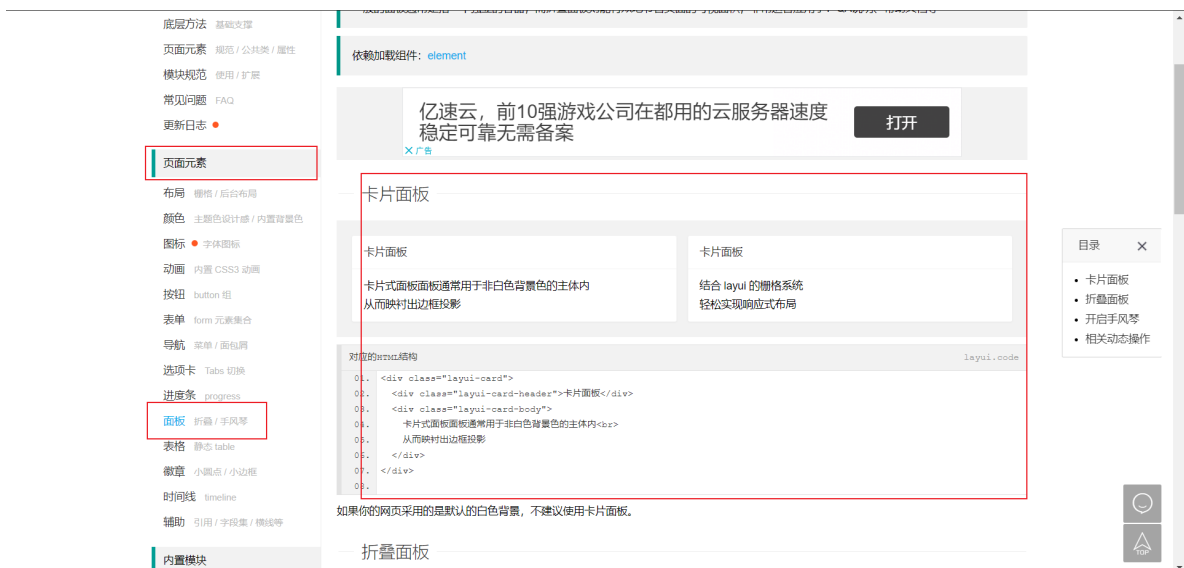 底层方法 基础支撑
页面元素 规范 / 公共类 / 属性
模块规范 使用 / 扩展
常见问题 FAQ
更新日志
页面元素
布局 栅格 / 后台布局
颜色 主题色设计感 / 内置背景色
图标 字体图标
动画 内置 CSS3 动画
按钮 button 组
表单 form 元素集合
导航 菜单 / 面包屑
选项卡 Tabs 切换
进度条 progress
面板 折叠 / 手风琴
表格 静态 table
徽章 小圆点 / 小边框
时间线 timeline
辅助 引用 / 字段集 / 横线等
内置模块
依赖加载组件：element
亿速云，前10强游戏公司在都用的云服务器速度
稳定可靠无需备案
打开
广告
卡片面板
卡片面板
卡片式面板面板通常用于非白色背景色的主体内
从而映衬出边框投影
卡片面板
结合 layui 的栅格系统
轻松实现响应式布局
对应的HTML结构 layui.code
01. <div class="layui-card">
02. <div class="layui-card-header">卡片面板</div>
03. <div class="layui-card-body">
04. 卡片式面板面板通常用于非白色背景色的主体内<br>
05. 从而映衬出边框投影
06. </div>
07. </div>
08.
如果你的网页采用的是默认的白色背景，不建议使用卡片面板。
折叠面板
目录
卡片面板
折叠面板
开启手风琴
相关动态操作
TOP